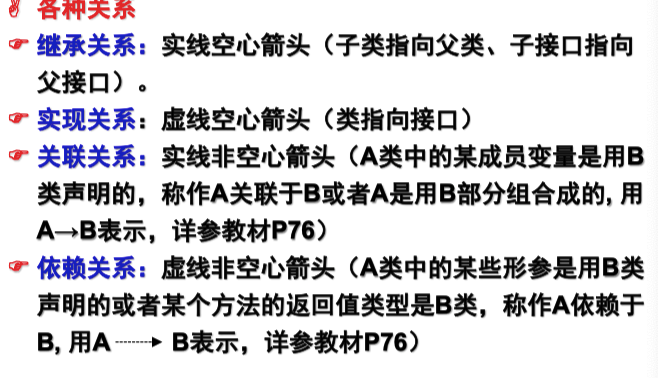 各种关系
继承关系：实线空心箭头（子类指向父类、子接口指向
父接口）。
实现关系：虚线空心箭头（类指向接口）
关联关系：实线非空心箭头（A类中的某成员变量是用B
类声明的，称作A关联于B或者A是用B部分组合成的, 用
A→B表示，详参教材P76）
依赖关系：虚线非空心箭头（A类中的某些形参是用B类
声明的或者某个方法的返回值类型是B类，称作A依赖于
B, 用A B表示，详参教材P76）